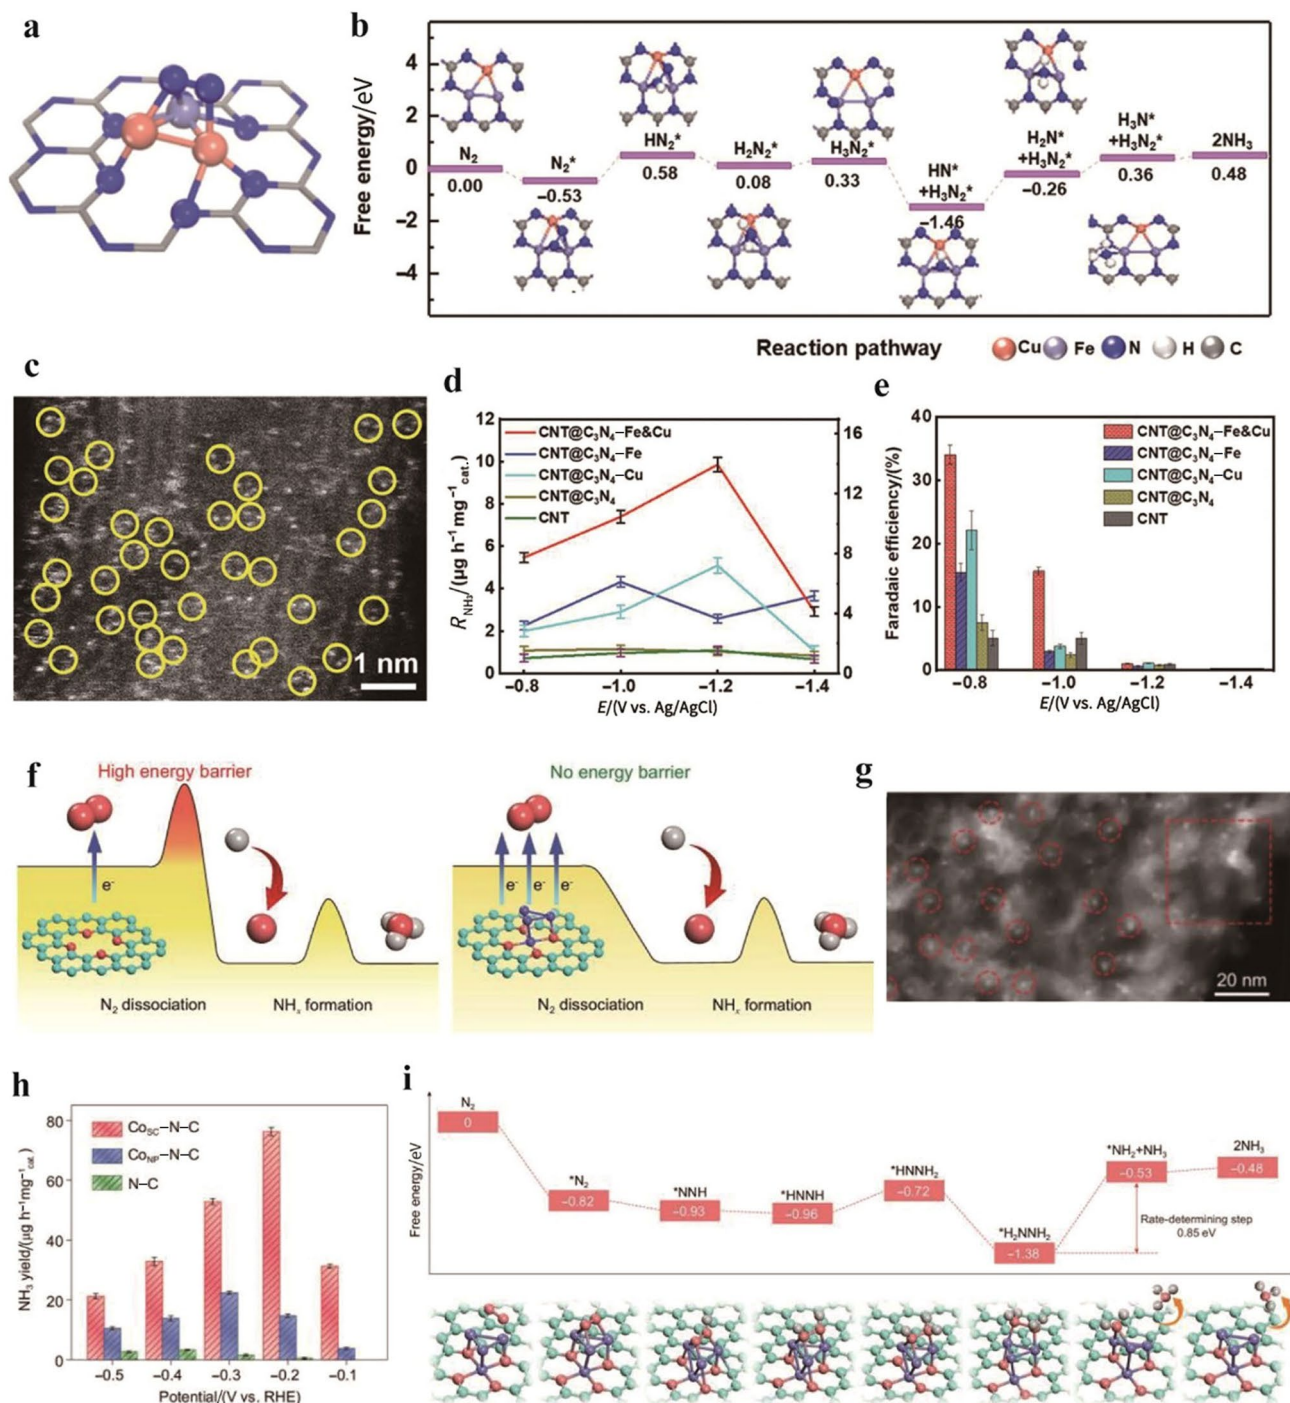 a
b
Free energy/eV
4
2
0
−2
−4
N₂
0.00
N₂*
−0.53
HN₂*
0.58
H₂N₂*
0.08
H₃N₂*
0.33
HN*
+H₃N₂*
−1.46
H₂N*
+H₃N₂*
−0.26
H₃N*
+H₃N₂*
0.36
2NH₃
0.48
Reaction pathway
Cu Fe N H C
c
1 nm
d
R_NH₃/(μg h⁻¹ mg⁻¹cat.)
12
10
8
6
4
2
0
16
12
8
4
0
CNT@C₃N₄−Fe&Cu
CNT@C₃N₄−Fe
CNT@C₃N₄−Cu
CNT@C₃N₄
CNT
−0.8 −1.0 −1.2 −1.4
E/(V vs. Ag/AgCl)
e
Faradaic efficiency/(%)
40
30
20
10
0
CNT@C₃N₄−Fe&Cu
CNT@C₃N₄−Fe
CNT@C₃N₄−Cu
CNT@C₃N₄
CNT
−0.8 −1.0 −1.2 −1.4
E/(V vs. Ag/AgCl)
f
High energy barrier
e⁻
N₂ dissociation NHₓ formation
No energy barrier
e⁻ e⁻ e⁻
N₂ dissociation NHₓ formation
g
20 nm
h
NH₃ yield/(μg h⁻¹mg⁻¹cat.)
80
60
40
20
0
Co_SC−N−C
Co_NP−N−C
N−C
−0.5 −0.4 −0.3 −0.2 −0.1
Potential/(V vs. RHE)
i
Free energy/eV
N₂
0
*N₂
−0.82
*NNH
−0.93
*HNNH
−0.96
*HNNH₂
−0.72
*H₂NNH₂
−1.38
*NH₂+NH₃
−0.53
2NH₃
−0.48
Rate-determining step
0.85 eV